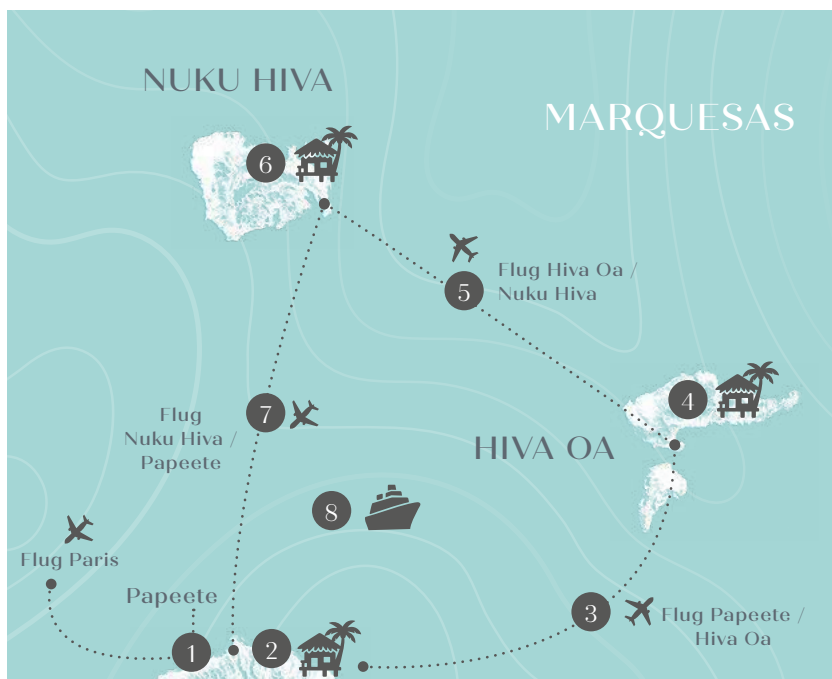 NUKU HIVA
MARQUESAS
6
Flug Hiva Oa /
Nuku Hiva
5
4
Flug
Nuku Hiva /
Papeete
7
HIVA OA
8
Flug Paris
Papeete
3
Flug Papeete /
Hiva Oa
1
2